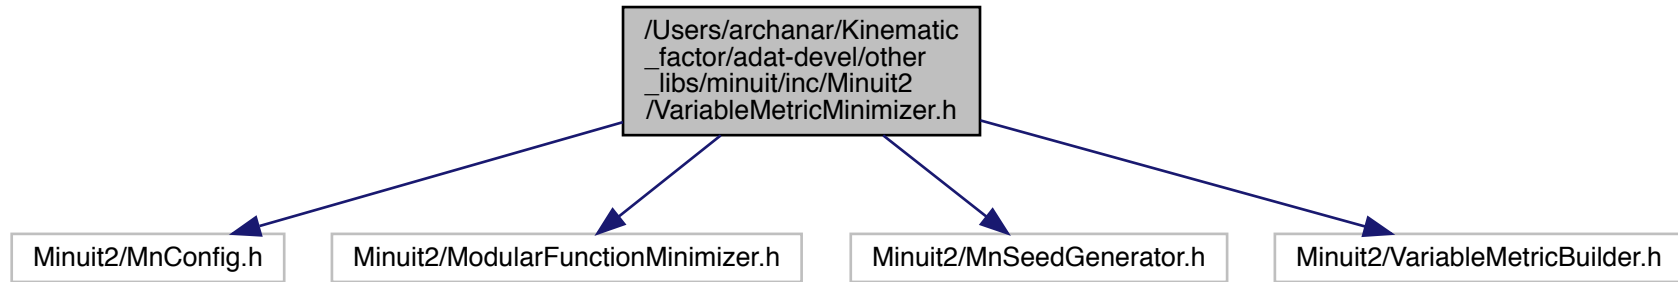 /Users/archanar/Kinematic
_factor/adat-devel/other
_libs/minuit/inc/Minuit2
/VariableMetricMinimizer.h
Minuit2/MnConfig.h
Minuit2/ModularFunctionMinimizer.h
Minuit2/MnSeedGenerator.h
Minuit2/VariableMetricBuilder.h